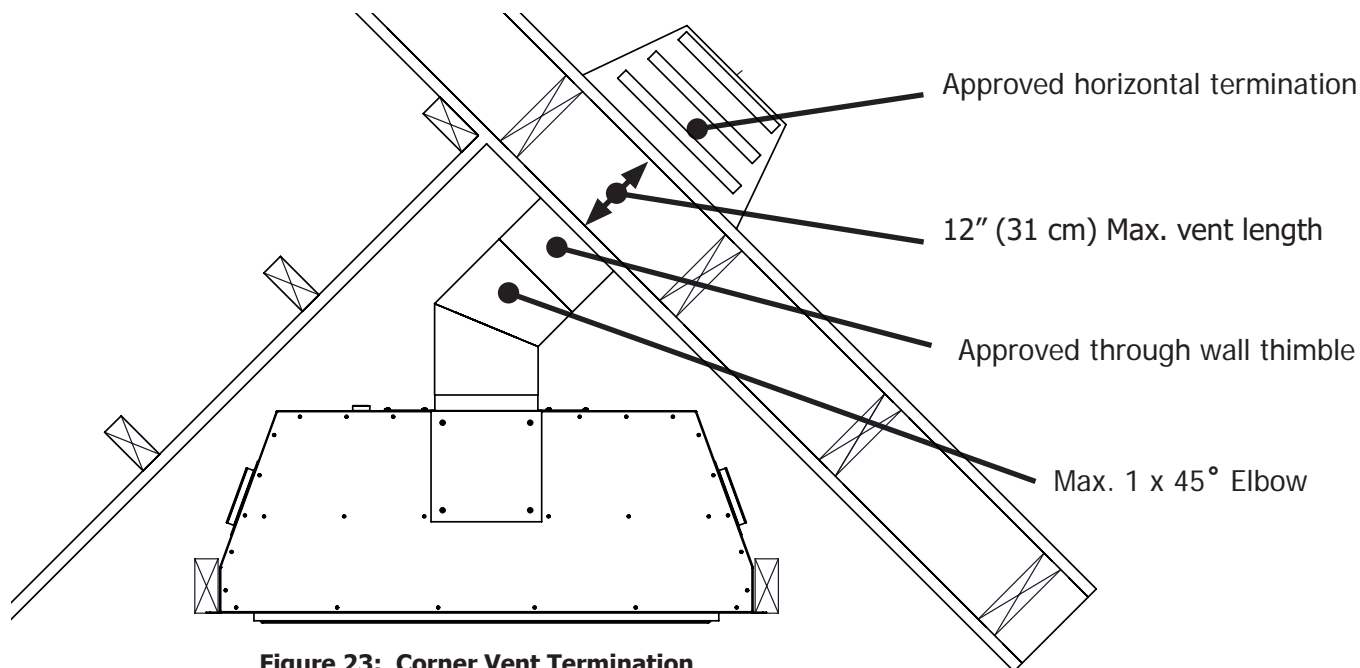 Approved horizontal termination
12” (31 cm) Max. vent length
Approved through wall thimble
Max. 1 x 45° Elbow
Figure 23: Corner Vent Termination